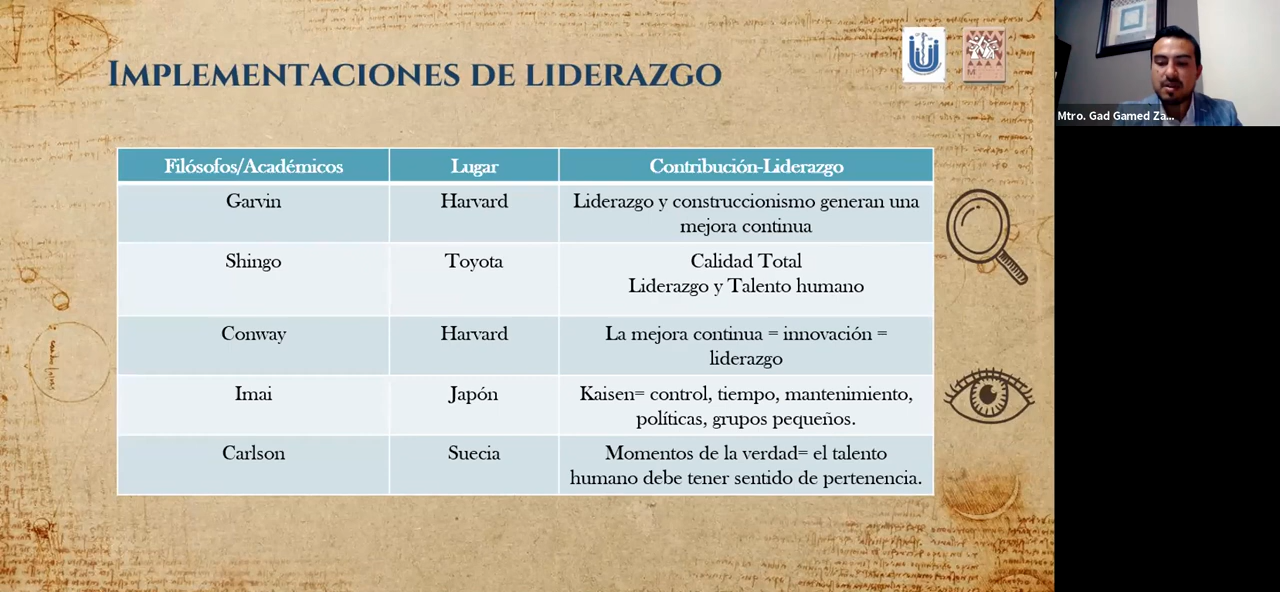 Implementaciones de liderazgo
Filósofos/Académicos Lugar Contribución-Liderazgo
Garvin Harvard Liderazgo y construccionismo generan una
mejora continua
Shingo Toyota Calidad Total
Liderazgo y Talento humano
Conway Harvard La mejora continua = innovación =
liderazgo
Imai Japón Kaisen= control, tiempo, mantenimiento,
políticas, grupos pequeños.
Carlson Suecia Momentos de la verdad= el talento
humano debe tener sentido de pertenencia.
Mtro. Gad Gamed Za...